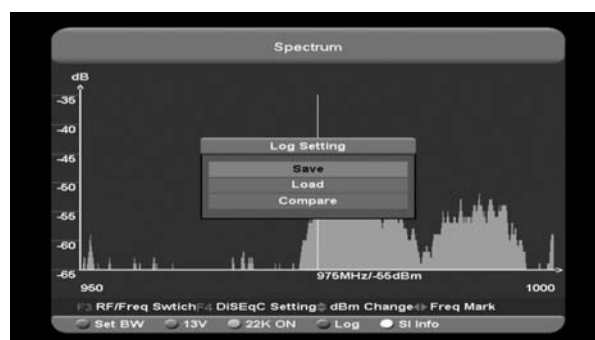 Spectrum
dB
-35
-40
-45
-50
-55
-60
-65
Log Setting
Save
Load
Compare
975MHz/-55dBm
950
1000
F3 RF/Freq Swtich F4 DiSEqC Setting dBm Change Freq Mark
Set BW 13V 22K ON Log SI Info